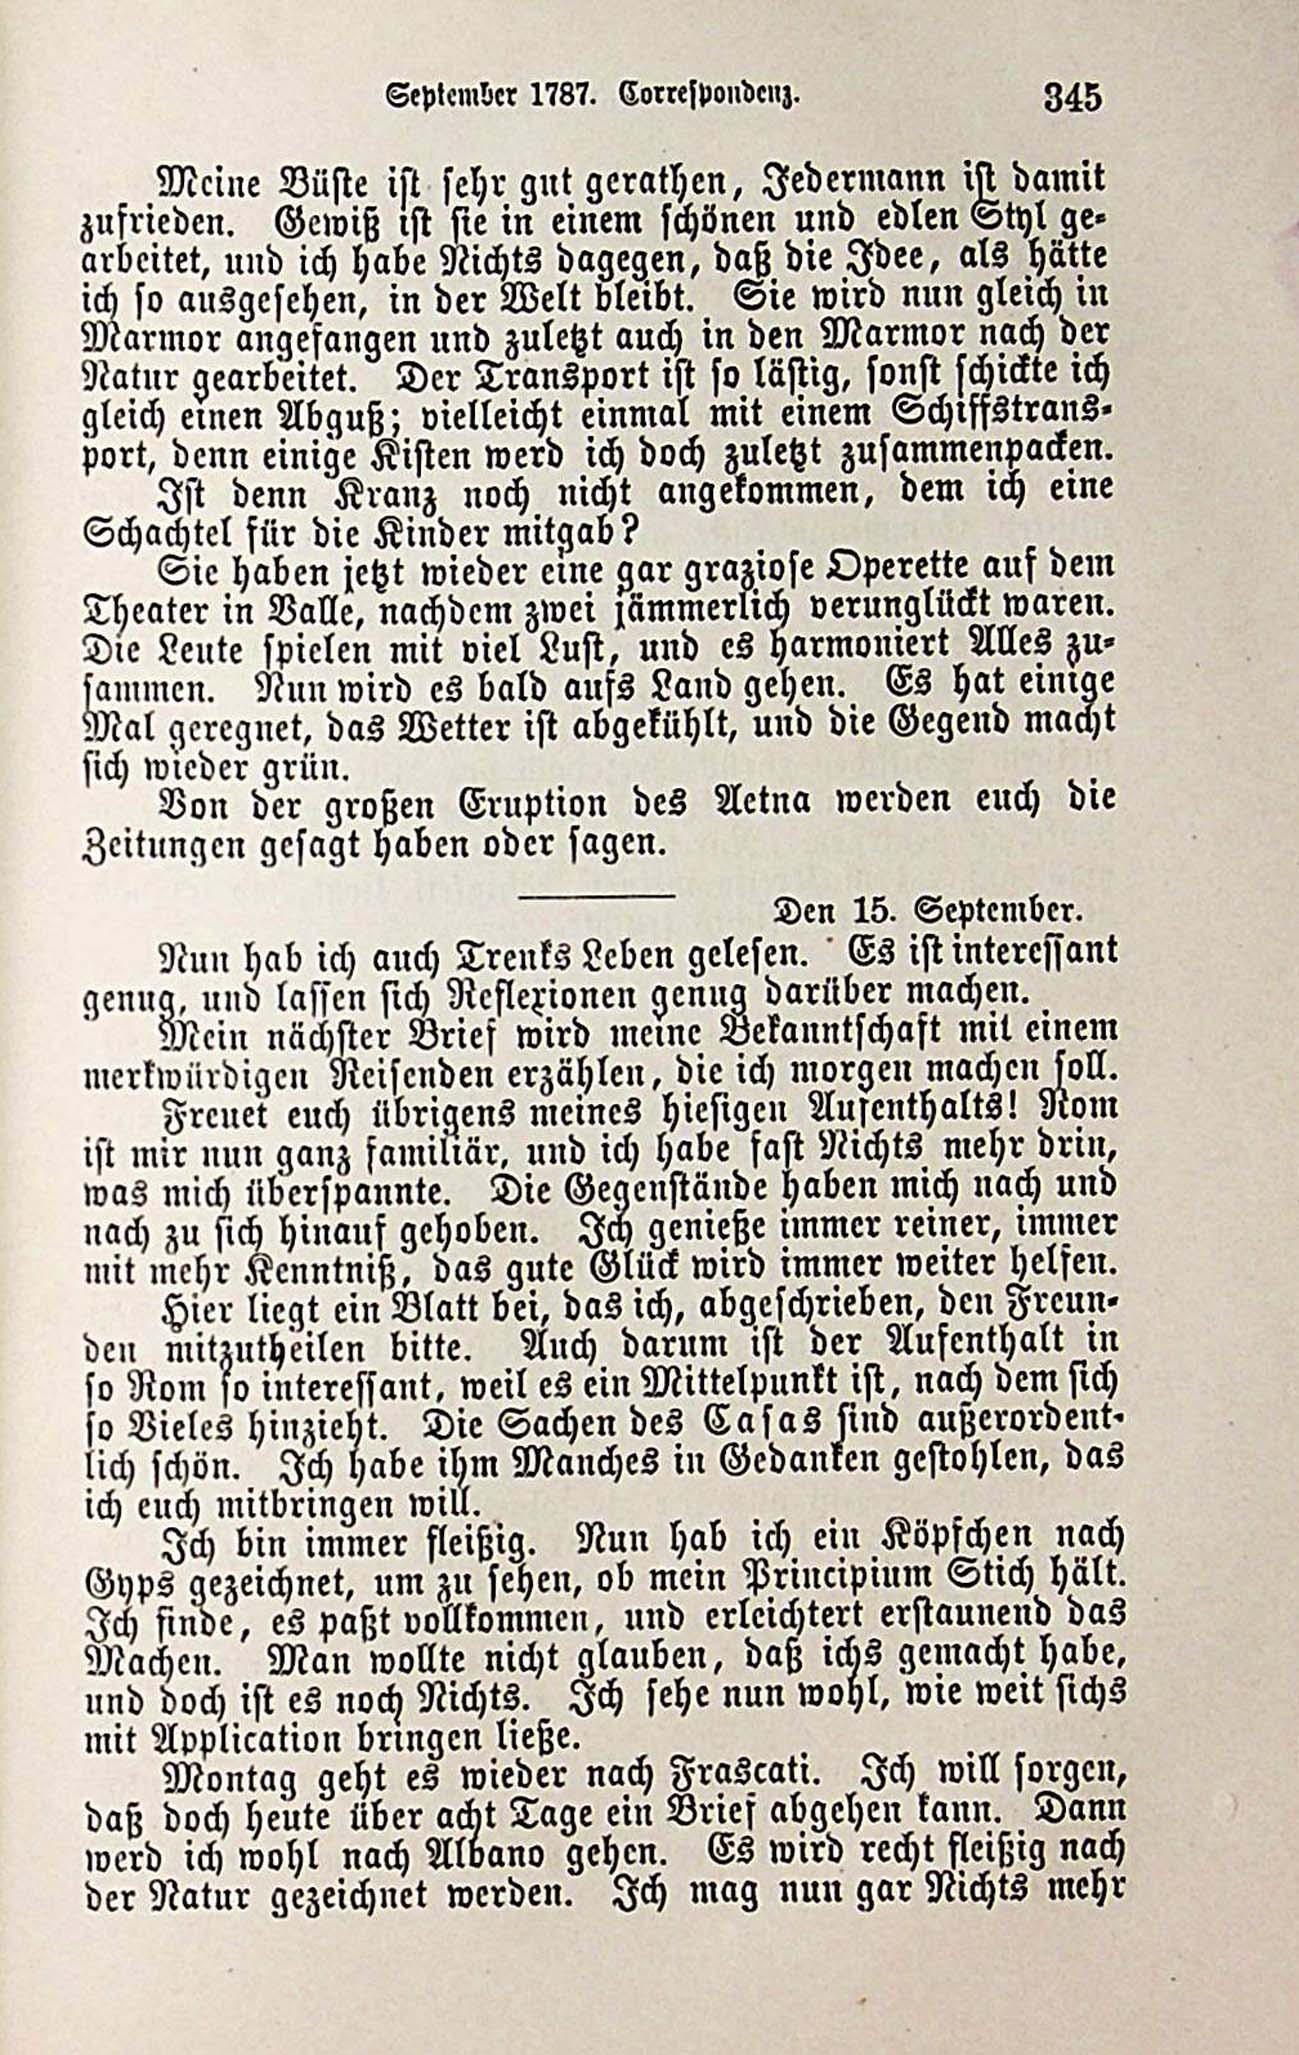 September 1787. Correspondenz. 345
Meine Büste ist sehr gut gerathen, Jedermann ist damit
zufrieden. Gewiß ist sie in einem schönen und edlen Styl ge-
arbeitet, und ich habe Nichts dagegen, daß die Idee, als hätte
ich so ausgesehen, in der Welt bleibt. Sie wird nun gleich in
Marmor angefangen und zuletzt auch in den Marmor nach der
Natur gearbeitet. Der Transport ist so lästig, sonst schickte ich
gleich einen Abguß; vielleicht einmal mit einem Schiffstrans-
port, denn einige Kisten werd ich doch zuletzt zusammenpacken.
Ist denn Kranz noch nicht angekommen, dem ich eine
Schachtel für die Kinder mitgab?
Sie haben jetzt wieder eine gar graziose Operette auf dem
Theater in Valle, nachdem zwei jämmerlich verunglückt waren.
Die Leute spielen mit viel Lust, und es harmoniert Alles zu-
sammen. Nun wird es bald aufs Land gehen. Es hat einige
Mal geregnet, das Wetter ist abgekühlt, und die Gegend macht
sich wieder grün.
Von der großen Eruption des Aetna werden euch die
Zeitungen gesagt haben oder sagen.
Den 15. September.
Nun hab ich auch Trenks Leben gelesen. Es ist interessant
genug, und lassen sich Reflexionen genug darüber machen.
Mein nächster Brief wird meine Bekanntschaft mit einem
merkwürdigen Reisenden erzählen, die ich morgen machen soll.
Freuet euch übrigens meines hiesigen Aufenthalts! Rom
ist mir nun ganz familiär, und ich habe fast Nichts mehr drin,
was mich überspannte. Die Gegenstände haben mich nach und
nach zu sich hinauf gehoben. Ich genieße immer reiner, immer
mit mehr Kenntniß, das gute Glück wird immer weiter helfen.
Hier liegt ein Blatt bei, das ich, abgeschrieben, den Freun-
den mitzutheilen bitte. Auch darum ist der Aufenthalt in
so Rom so interessant, weil es ein Mittelpunkt ist, nach dem sich
so Vieles hinzieht. Die Sachen des Casas sind außerordent-
lich schön. Ich habe ihm Manches in Gedanken gestohlen, das
ich euch mitbringen will.
Ich bin immer fleißig. Nun hab ich ein Köpfchen nach
Gyps gezeichnet, um zu sehen, ob mein Principium Stich hält.
Ich finde, es paßt vollkommen, und erleichtert erstaunend das
Machen. Man wollte nicht glauben, daß ichs gemacht habe,
und doch ist es noch Nichts. Ich sehe nun wohl, wie weit sichs
mit Application bringen ließe.
Montag geht es wieder nach Frascati. Ich will sorgen,
daß doch heute über acht Tage ein Brief abgehen kann. Dann
werd ich wohl nach Albano gehen. Es wird recht fleißig nach
der Natur gezeichnet werden. Ich mag nun gar Nichts mehr